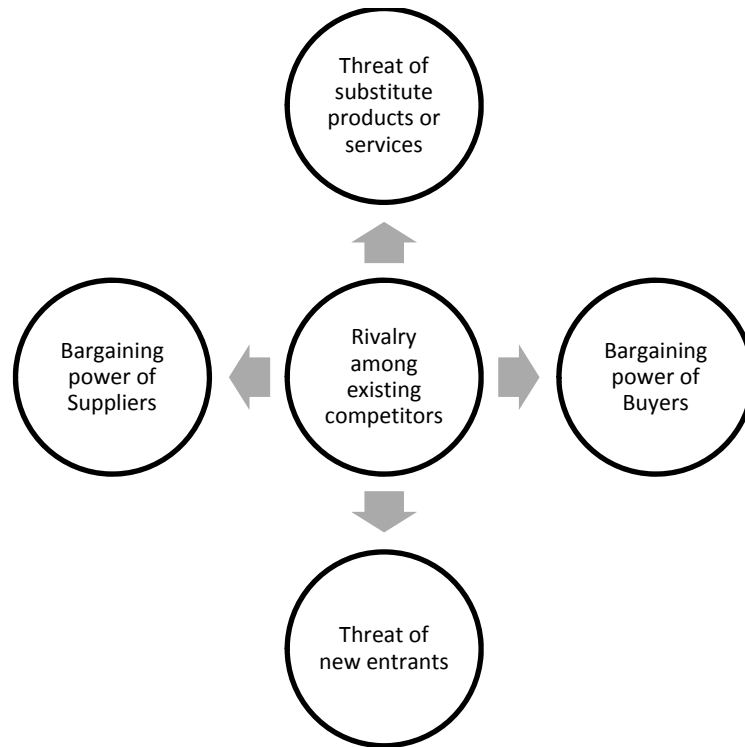 Threat of
substitute
products or
services
Bargaining
power of
Suppliers
Rivalry
among
existing
competitors
Bargaining
power of
Buyers
Threat of
new entrants